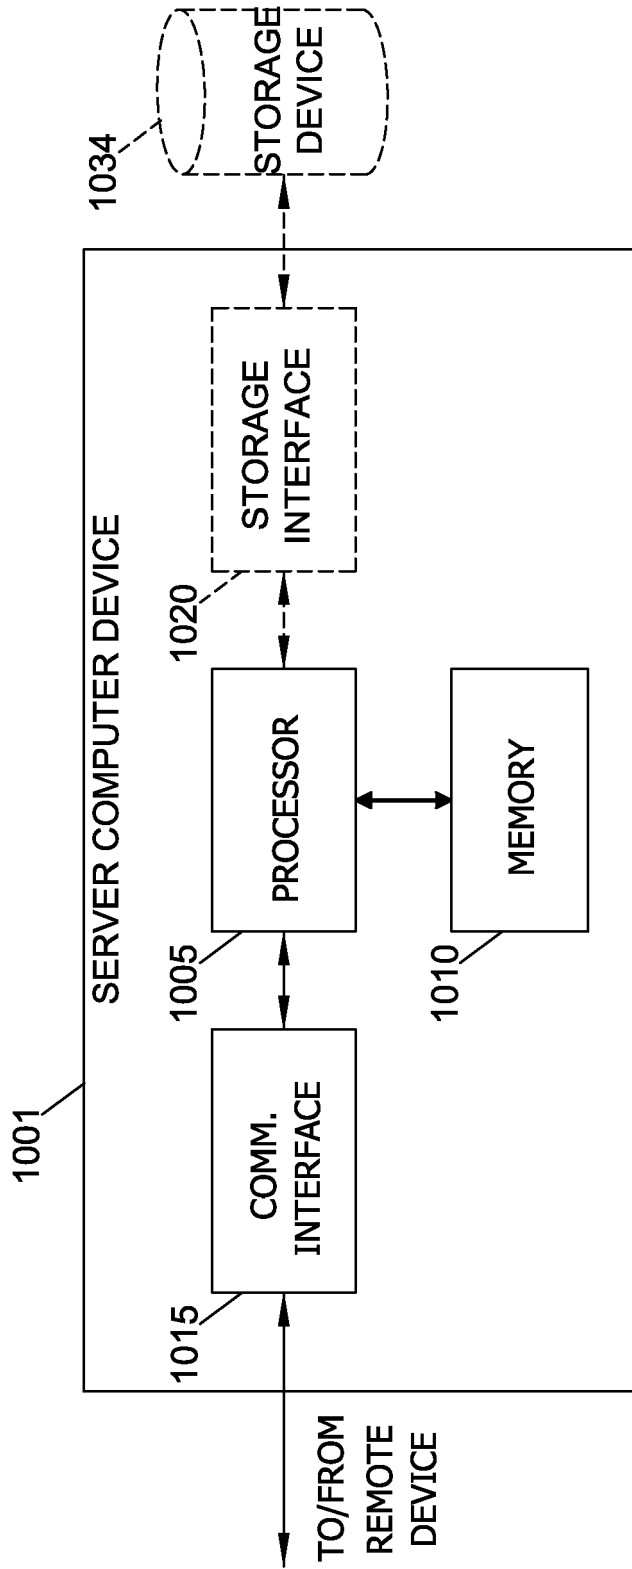 1001
SERVER COMPUTER DEVICE
1034
STORAGE
DEVICE
1015
COMM.
INTERFACE
1005
PROCESSOR
1020
STORAGE
INTERFACE
1010
MEMORY
TO/FROM
REMOTE
DEVICE